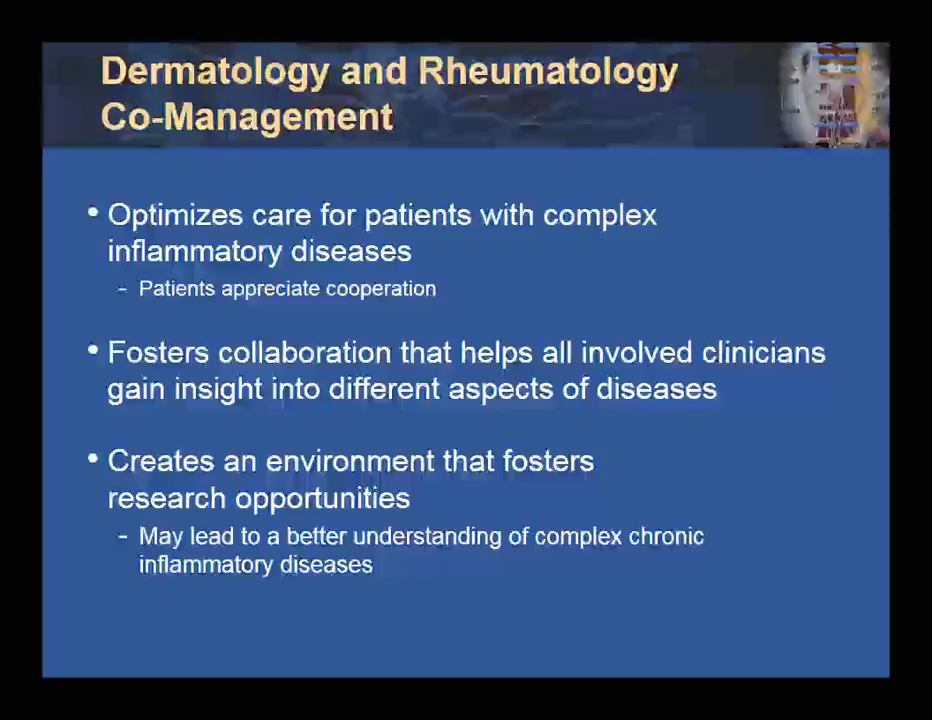 Dermatology and Rheumatology
Co-Management
• Optimizes care for patients with complex
inflammatory diseases
- Patients appreciate cooperation
• Fosters collaboration that helps all involved clinicians
gain insight into different aspects of diseases
• Creates an environment that fosters
research opportunities
- May lead to a better understanding of complex chronic
inflammatory diseases